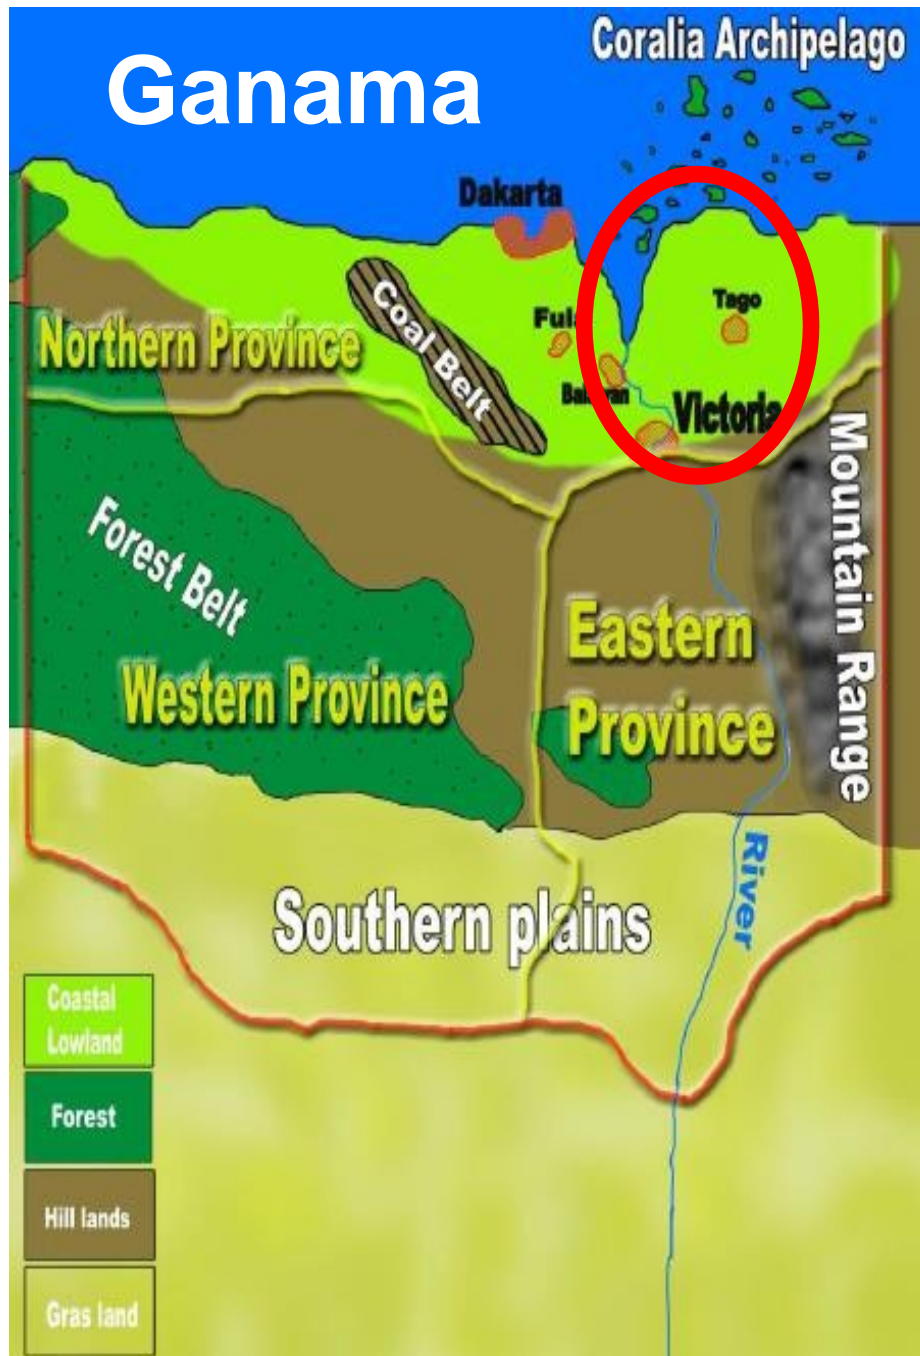 Coralia Archipelago
Ganama
Dakarta
Tago
Coal Belt
Northern Province
Victoria
Mountain Range
Forest Belt
Eastern
Province
Western Province
River
Southern plains
Coastal
Lowland
Forest
Hill lands
Gras land